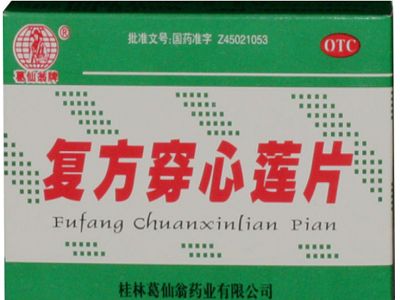 葛仙翁牌
®
批准文号:国药准字 Z45021053
OTC
复方穿心莲片
Fufang Chuanxinlian Pian
桂林葛仙翁药业有限公司